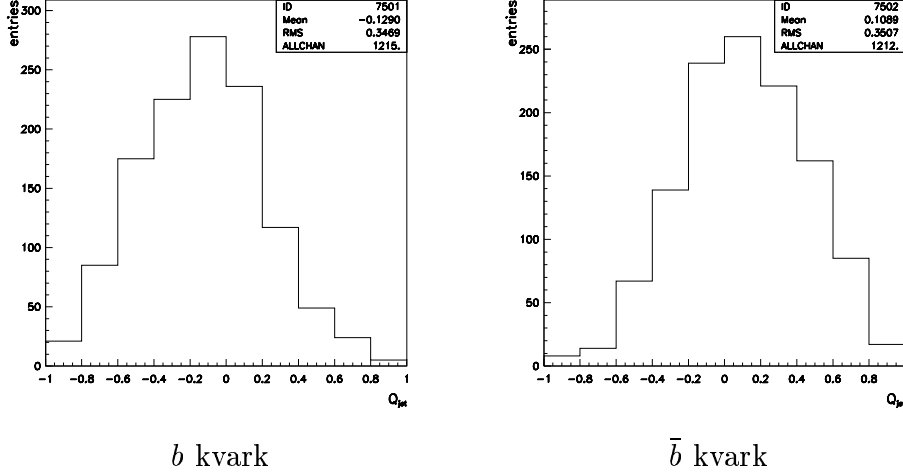 entries
ID 7501
Mean -0.1290
RMS 0.3469
ALLCHAN 1215.
300
250
200
150
100
50
0
-1 -0.8 -0.6 -0.4 -0.2 0 0.2 0.4 0.6 0.8 1
Q_jet
b kvark
entries
ID 7502
Mean 0.1089
RMS 0.3507
ALLCHAN 1212.
250
200
150
100
50
0
-1 -0.8 -0.6 -0.4 -0.2 0 0.2 0.4 0.6 0.8
Q_jet
b̄ kvark